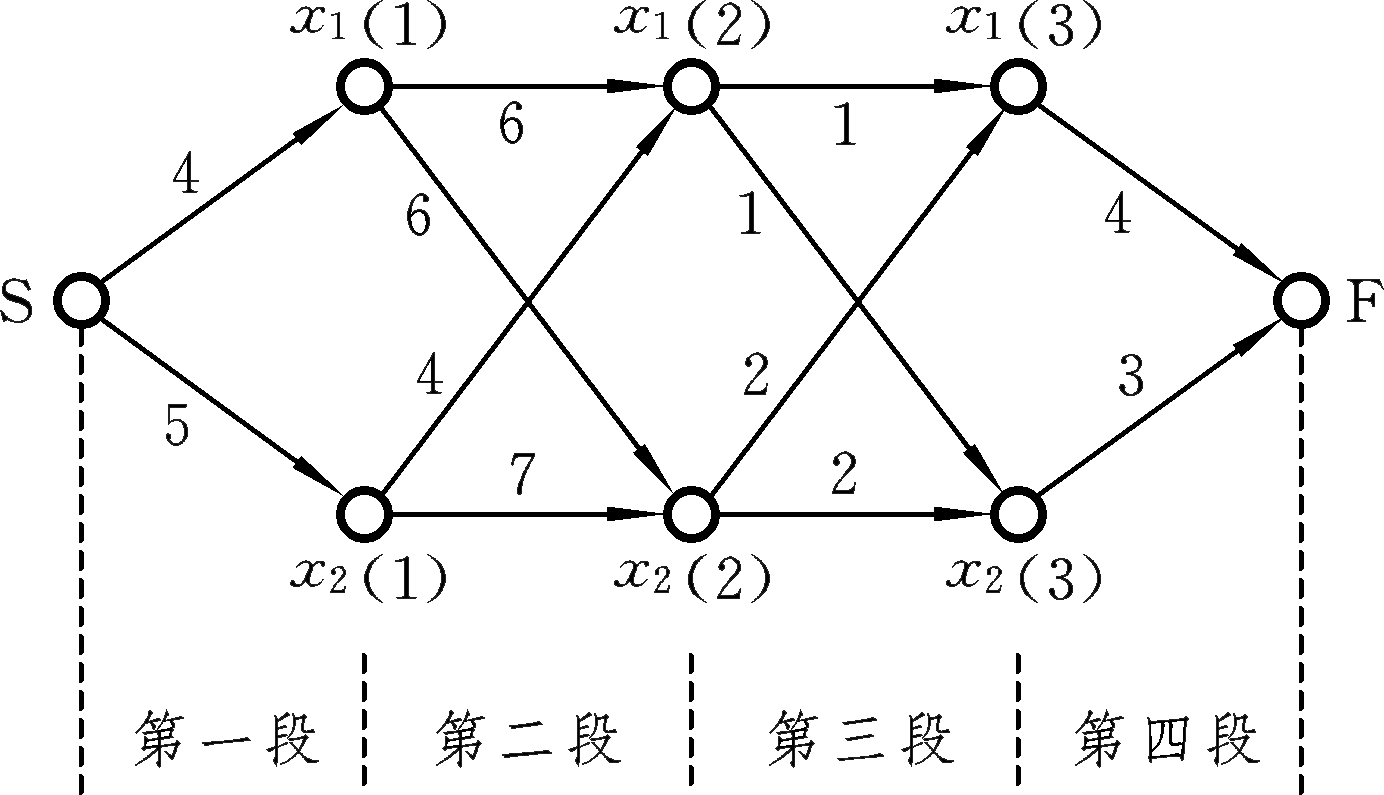 x₁(1) x₁(2) x₁(3)
6 1
4 6 1 4
S F
5 4 2 3
7 2
x₂(1) x₂(2) x₂(3)
第一段 第二段 第三段 第四段